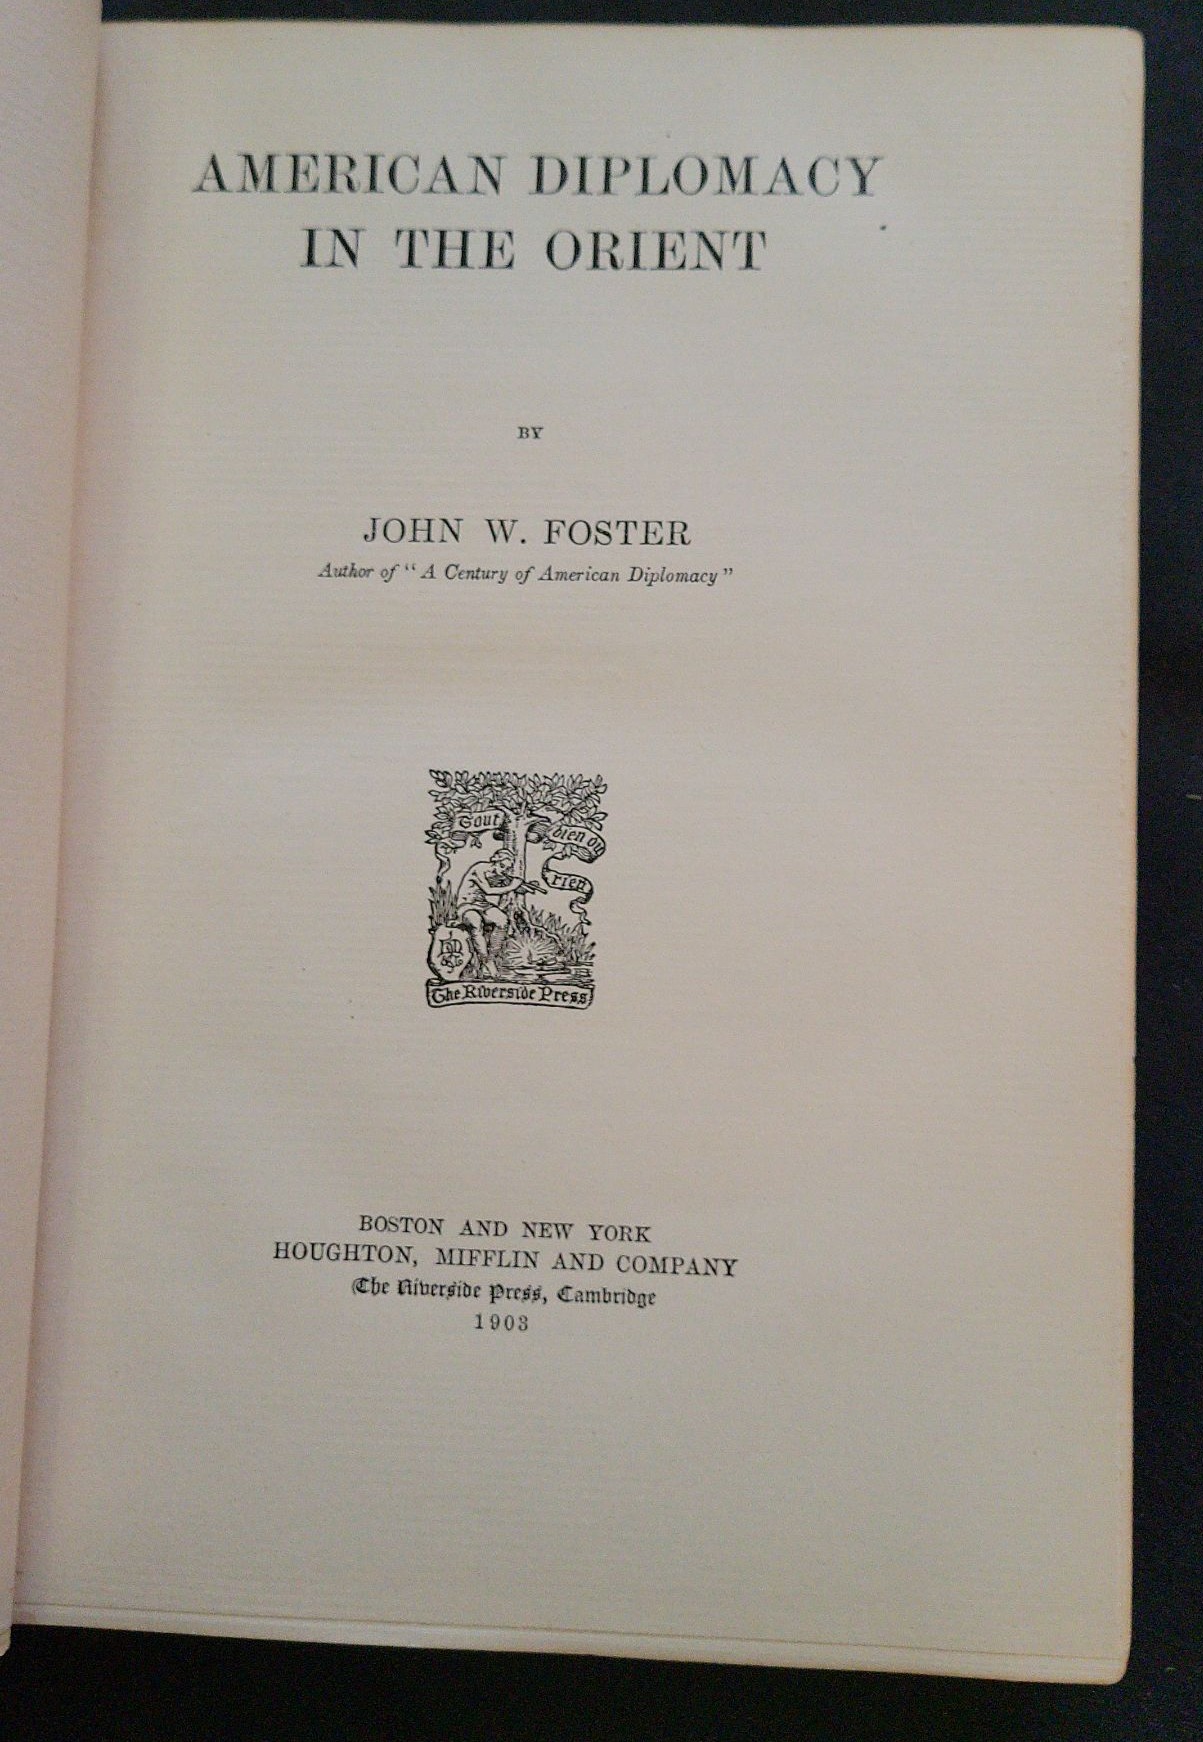 AMERICAN DIPLOMACY
IN THE ORIENT
BY
JOHN W. FOSTER
Author of "A Century of American Diplomacy"
Tout
bien ou
rien
The Riverside Press
BOSTON AND NEW YORK
HOUGHTON, MIFFLIN AND COMPANY
The Riverside Press, Cambridge
1903